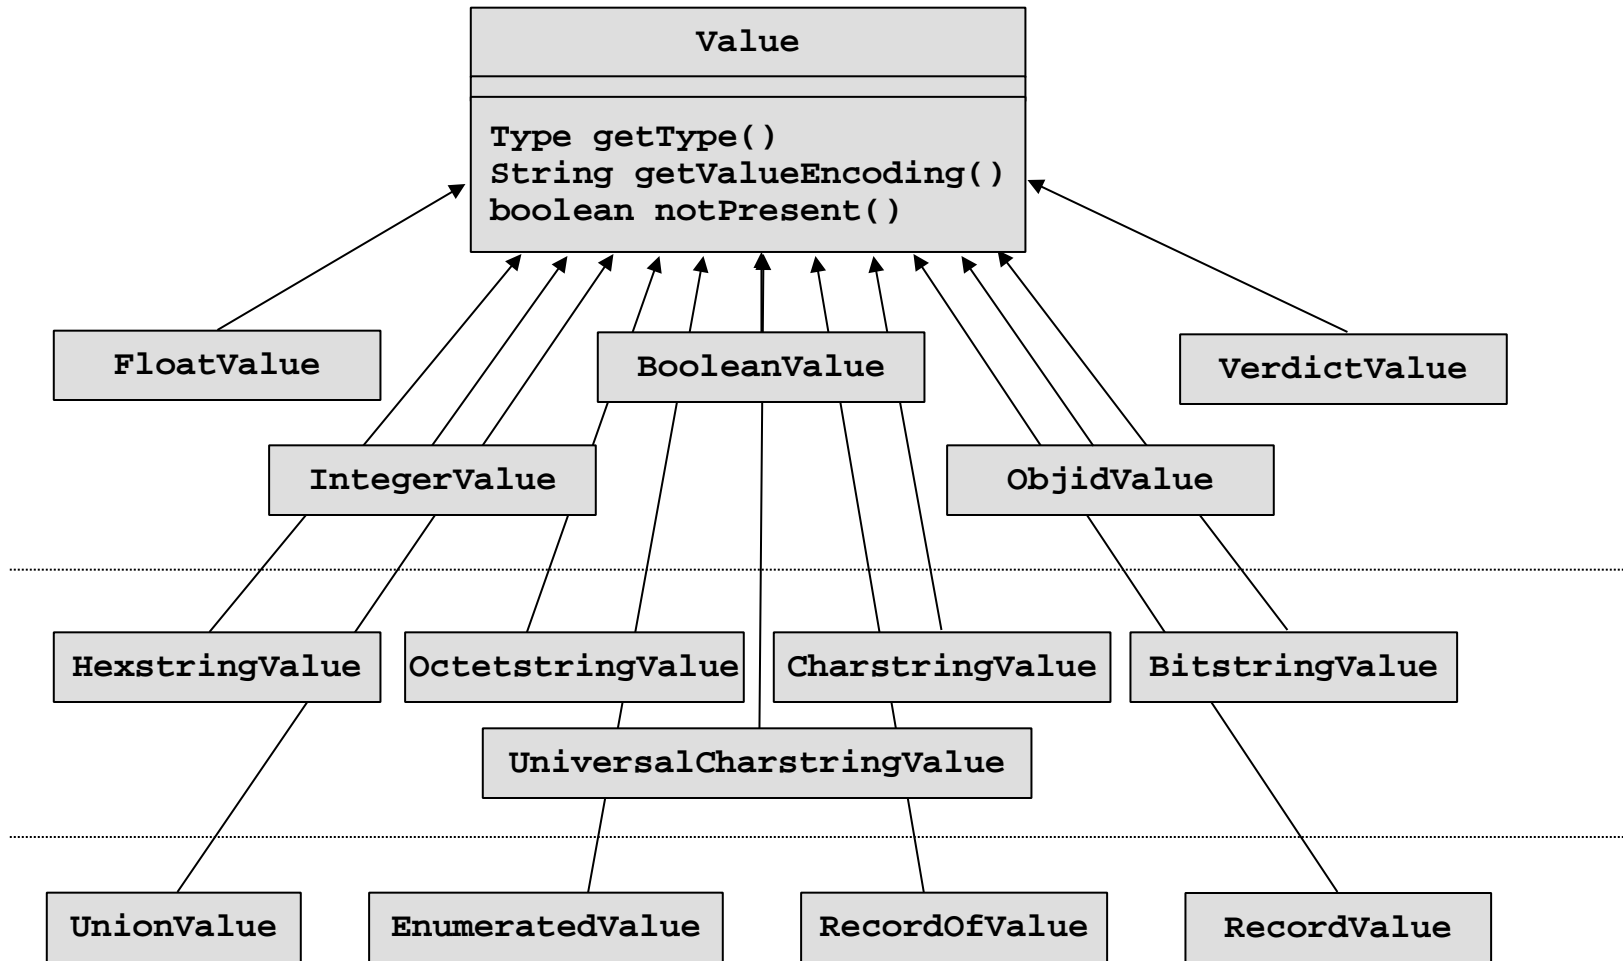 Value
Type getType()
String getValueEncoding()
boolean notPresent()
FloatValue
BooleanValue
VerdictValue
IntegerValue
ObjidValue
HexstringValue
OctetstringValue
CharstringValue
BitstringValue
UniversalCharstringValue
UnionValue
EnumeratedValue
RecordOfValue
RecordValue